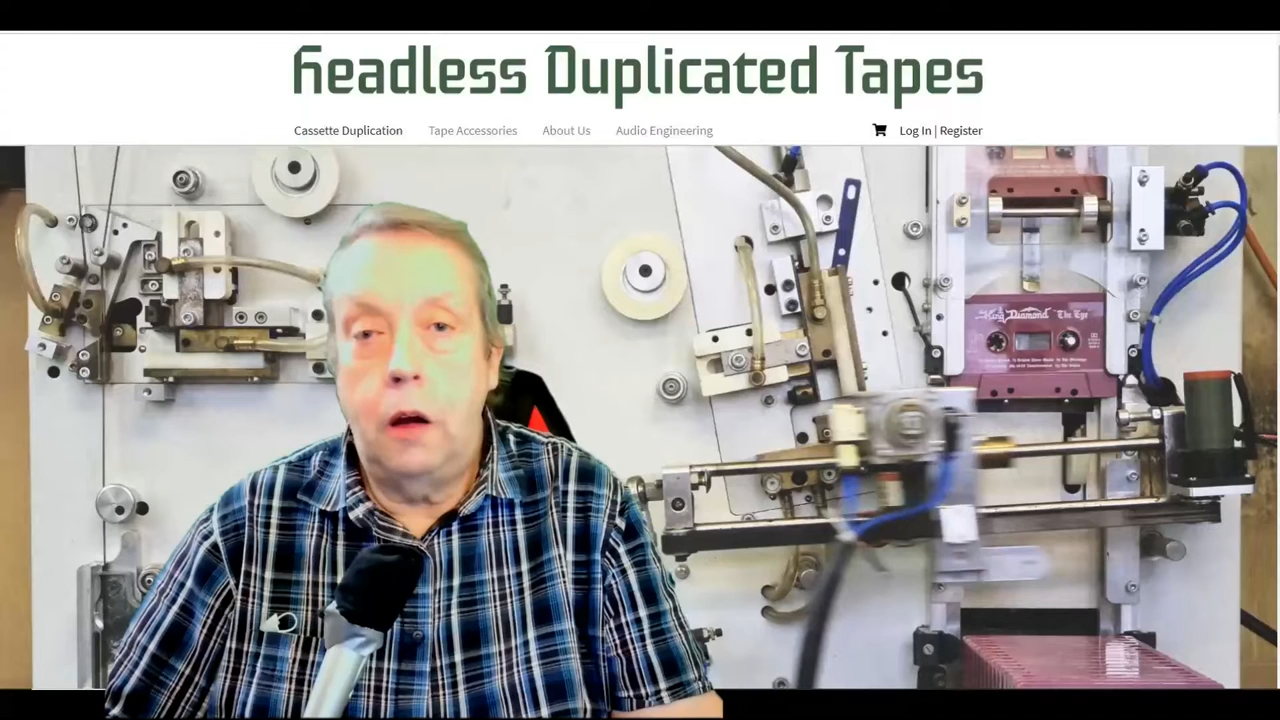 Headless Duplicated Tapes
Cassette Duplication Tape Accessories About Us Audio Engineering Log In | Register
King Diamond "The Eye"